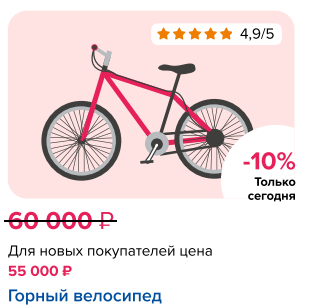 4,9/5
-10%
Только
сегодня
60 000 ₽
Для новых покупателей цена
55 000 ₽
Горный велосипед